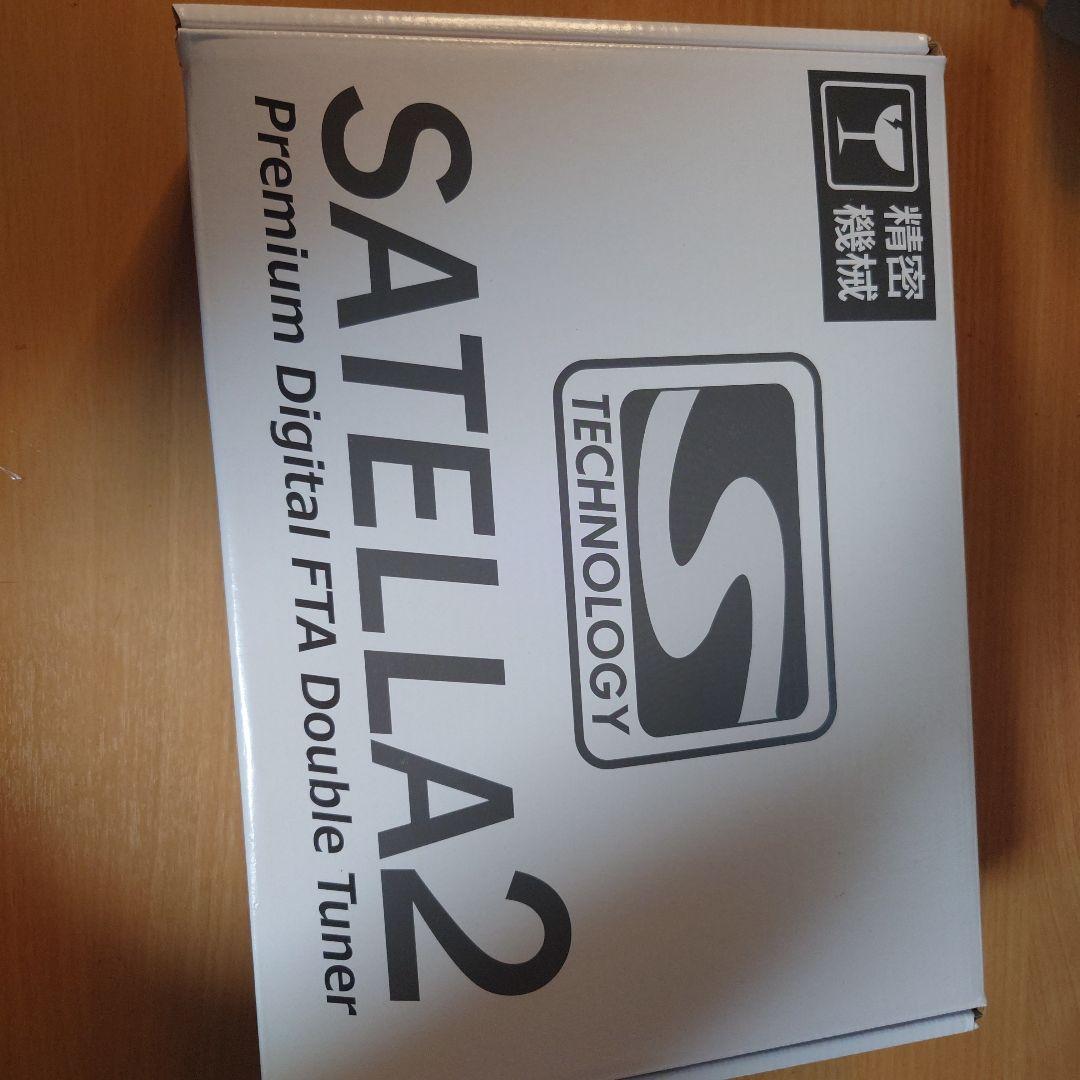 精密
機械
TECHNOLOGY
SATELLA2
Premium Digital FTA Double Tuner